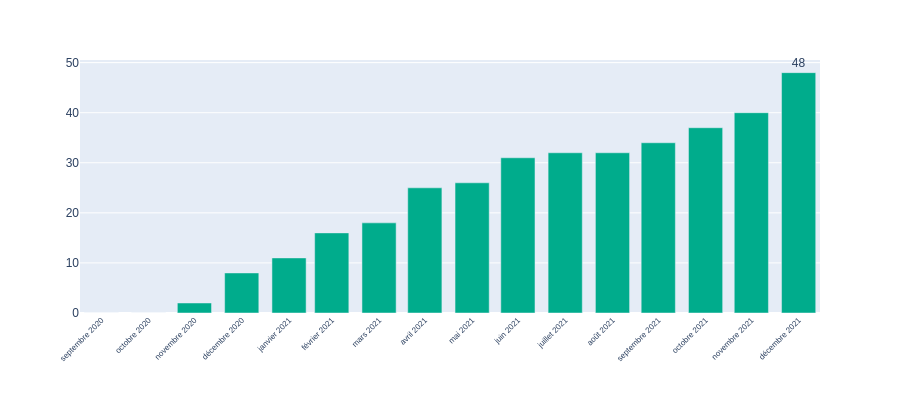 50
48
40
30
20
10
0
septembre 2020
octobre 2020
novembre 2020
décembre 2020
janvier 2021
février 2021
mars 2021
avril 2021
mai 2021
juin 2021
juillet 2021
août 2021
septembre 2021
octobre 2021
novembre 2021
décembre 2021